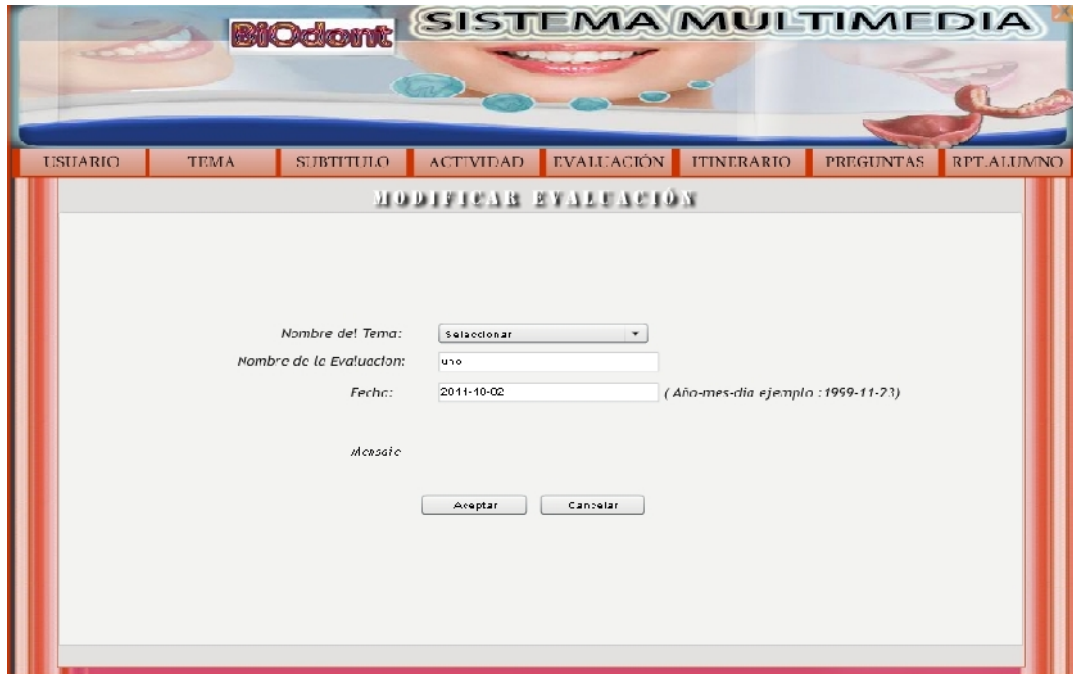 BiOdont SISTEMA MULTIMEDIA
USUARIO TEMA SUBTITULO ACTIVIDAD EVALUACIÓN ITINERARIO PREGUNTAS RPT.ALUMNO
MODIFICAR EVALUACIÓN
Nombre del Tema: Seleccionar
Nombre de la Evaluacion: uno
Fecha: 2011-10-02 ( Año-mes-dia ejemplo :1999-11-23)
Mensaje
Aceptar Cancelar